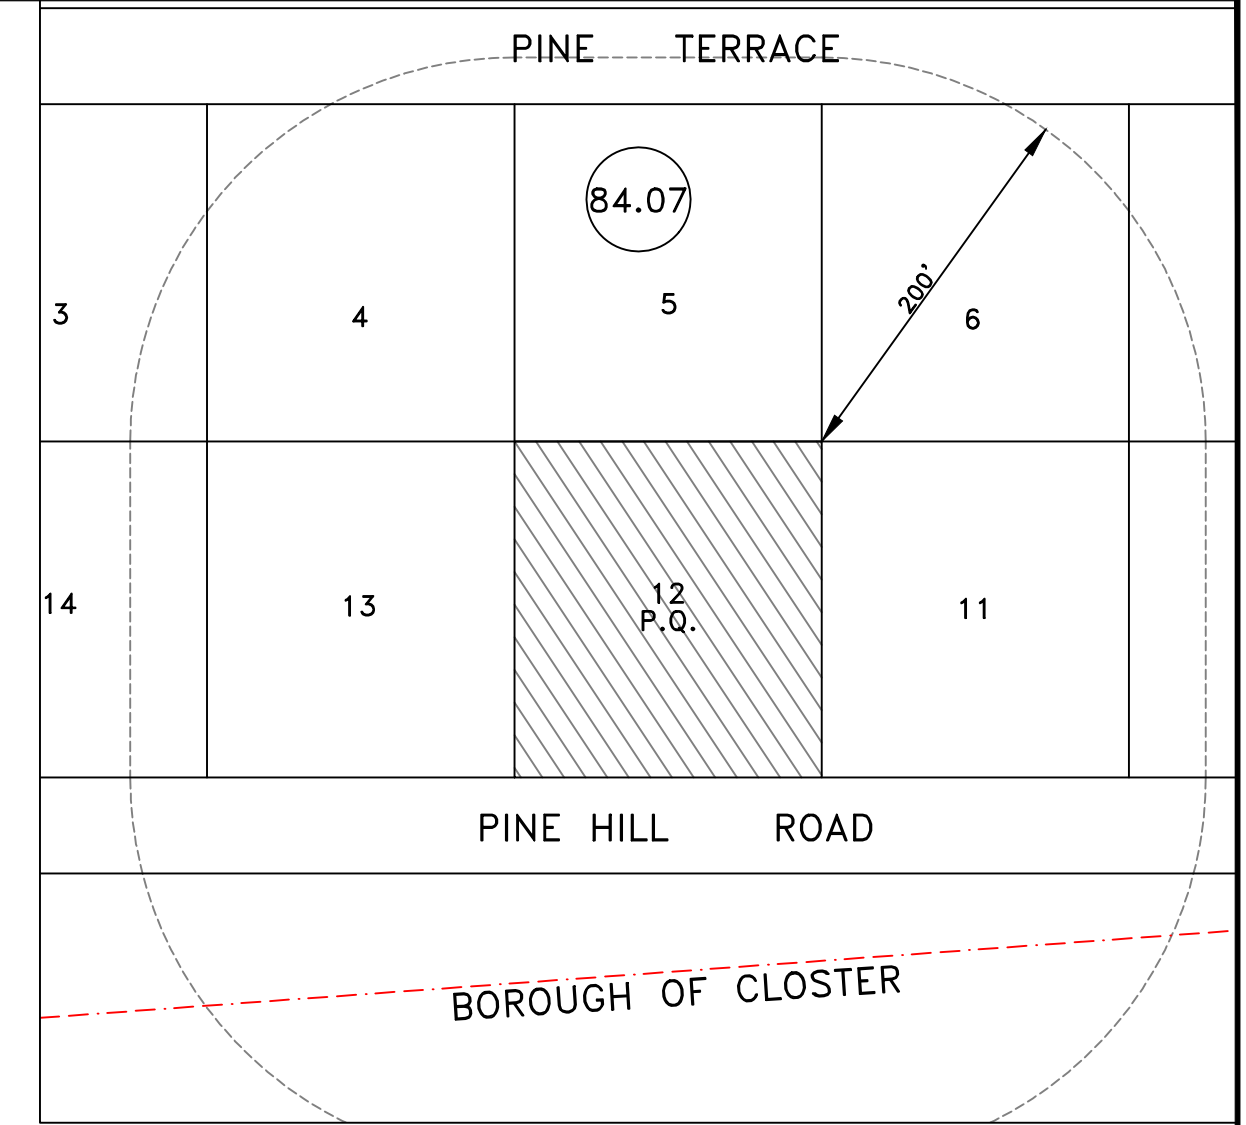 PINE TERRACE
84.07
200'
3
4
5
6
14
13
12
P.Q.
11
PINE HILL ROAD
BOROUGH OF CLOSTER